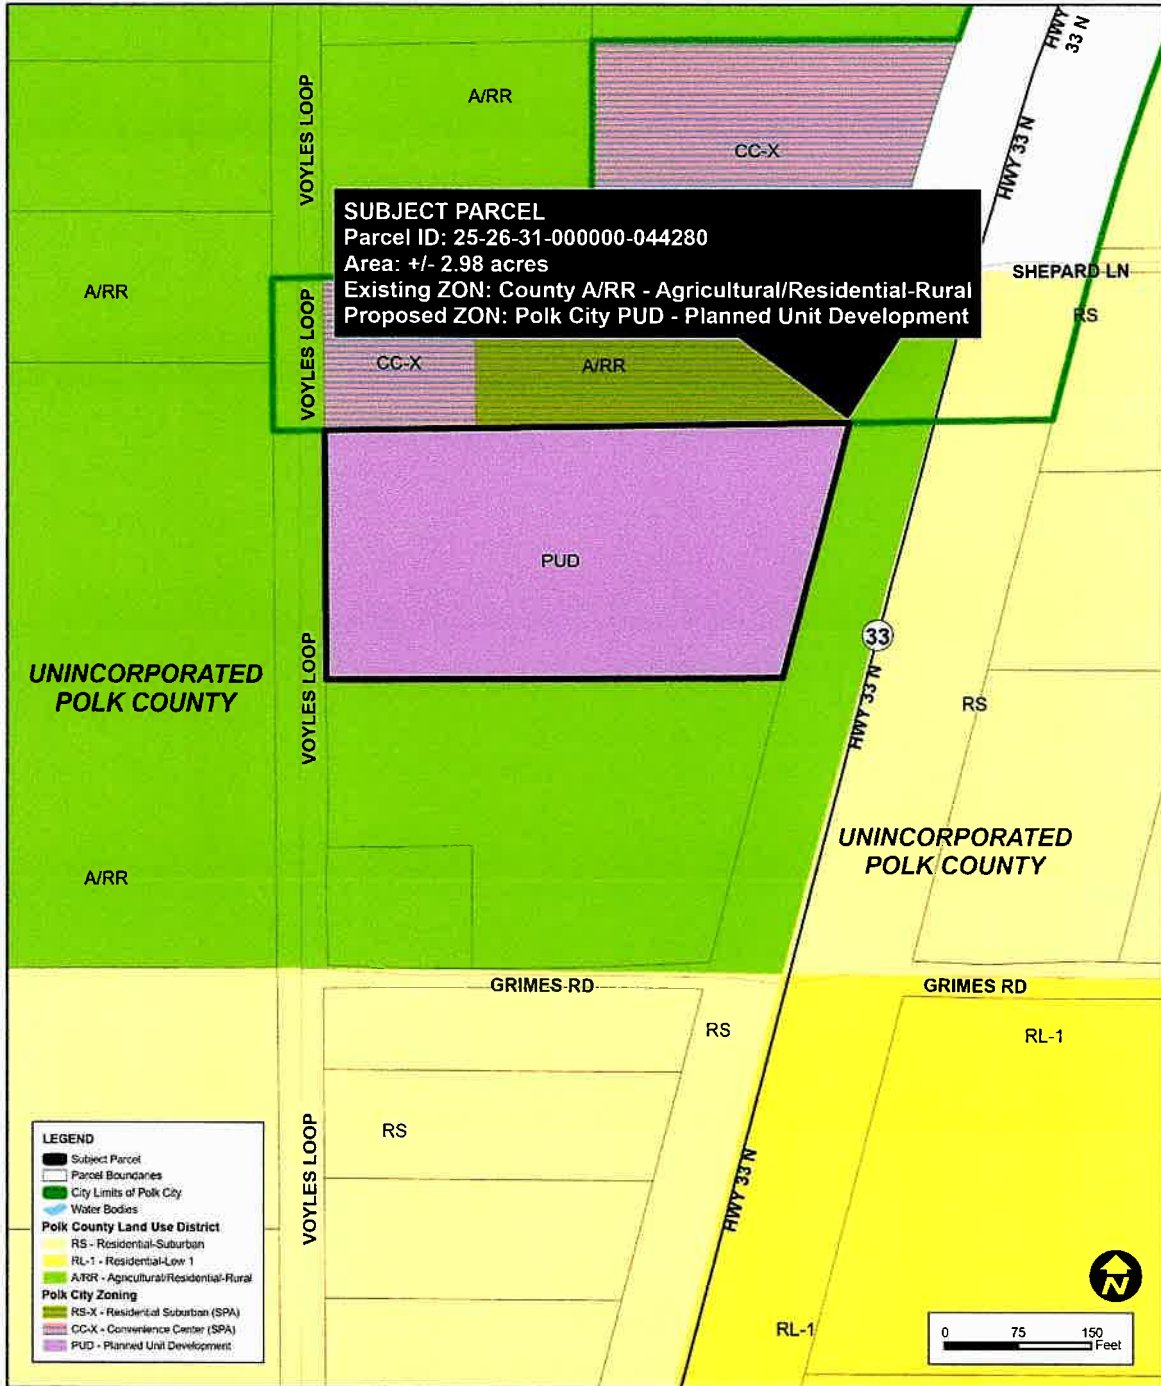 HWY
33 N
A/RR
VOYLES LOOP
CC-X
HWY 33 N
SUBJECT PARCEL
Parcel ID: 25-26-31-000000-044280
Area: +/- 2.98 acres
Existing ZON: County A/RR - Agricultural/Residential-Rural
Proposed ZON: Polk City PUD - Planned Unit Development
SHEPARD LN
A/RR
RS
VOYLES LOOP
CC-X
A/RR
PUD
33
UNINCORPORATED
POLK COUNTY
VOYLES LOOP
HWY 33 N
RS
UNINCORPORATED
POLK COUNTY
A/RR
GRIMES RD
GRIMES RD
RS
RL-1
RS
VOYLES LOOP
HWY 33 N
LEGEND
Subject Parcel
Parcel Boundaries
City Limits of Polk City
Water Bodies
Polk County Land Use District
RS - Residential-Suburban
RL-1 - Residential-Low 1
A/RR - Agricultural/Residential-Rural
Polk City Zoning
RS-X - Residential Suburban (SPA)
CC-X - Convenience Center (SPA)
PUD - Planned Unit Development
N
RL-1
0 75 150
Feet